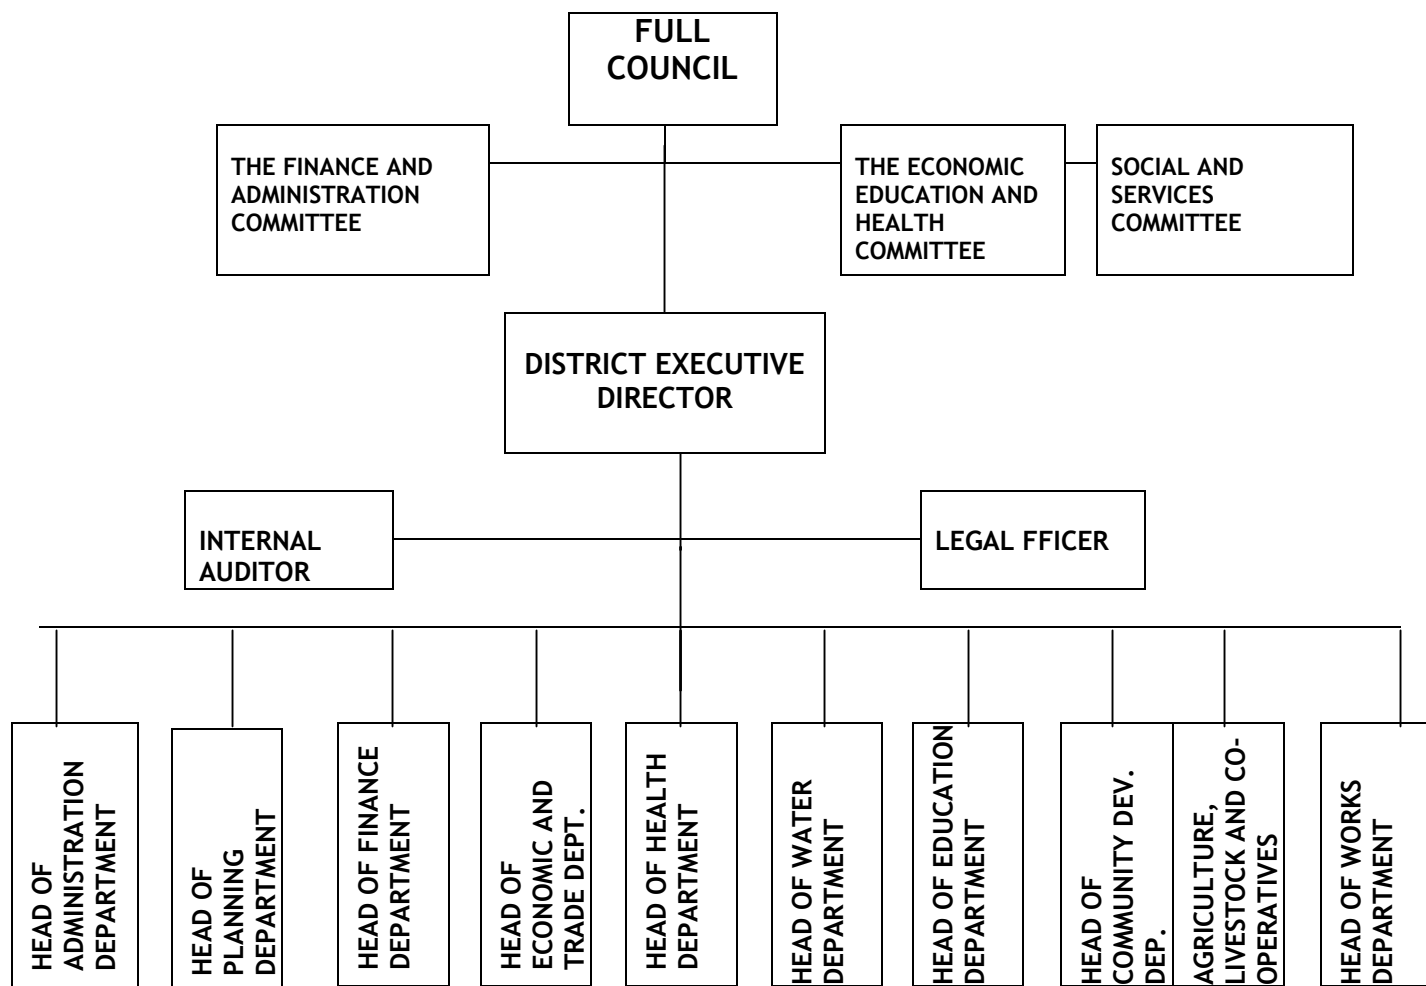 FULL
COUNCIL
THE FINANCE AND
ADMINISTRATION
COMMITTEE
THE ECONOMIC
EDUCATION AND
HEALTH
COMMITTEE
SOCIAL AND
SERVICES
COMMITTEE
DISTRICT EXECUTIVE
DIRECTOR
INTERNAL
AUDITOR
LEGAL FFICER
HEAD OF
ADMINISTRATION
DEPARTMENT
HEAD OF
PLANNING
DEPARTMENT
HEAD OF FINANCE
DEPARTMENT
HEAD OF
ECONOMIC AND
TRADE DEPT.
HEAD OF HEALTH
DEPARTMENT
HEAD OF WATER
DEPARTMENT
HEAD OF EDUCATION
DEPARTMENT
HEAD OF
COMMUNITY DEV.
DEP.
AGRICULTURE,
LIVESTOCK AND CO-
OPERATIVES
HEAD OF WORKS
DEPARTMENT